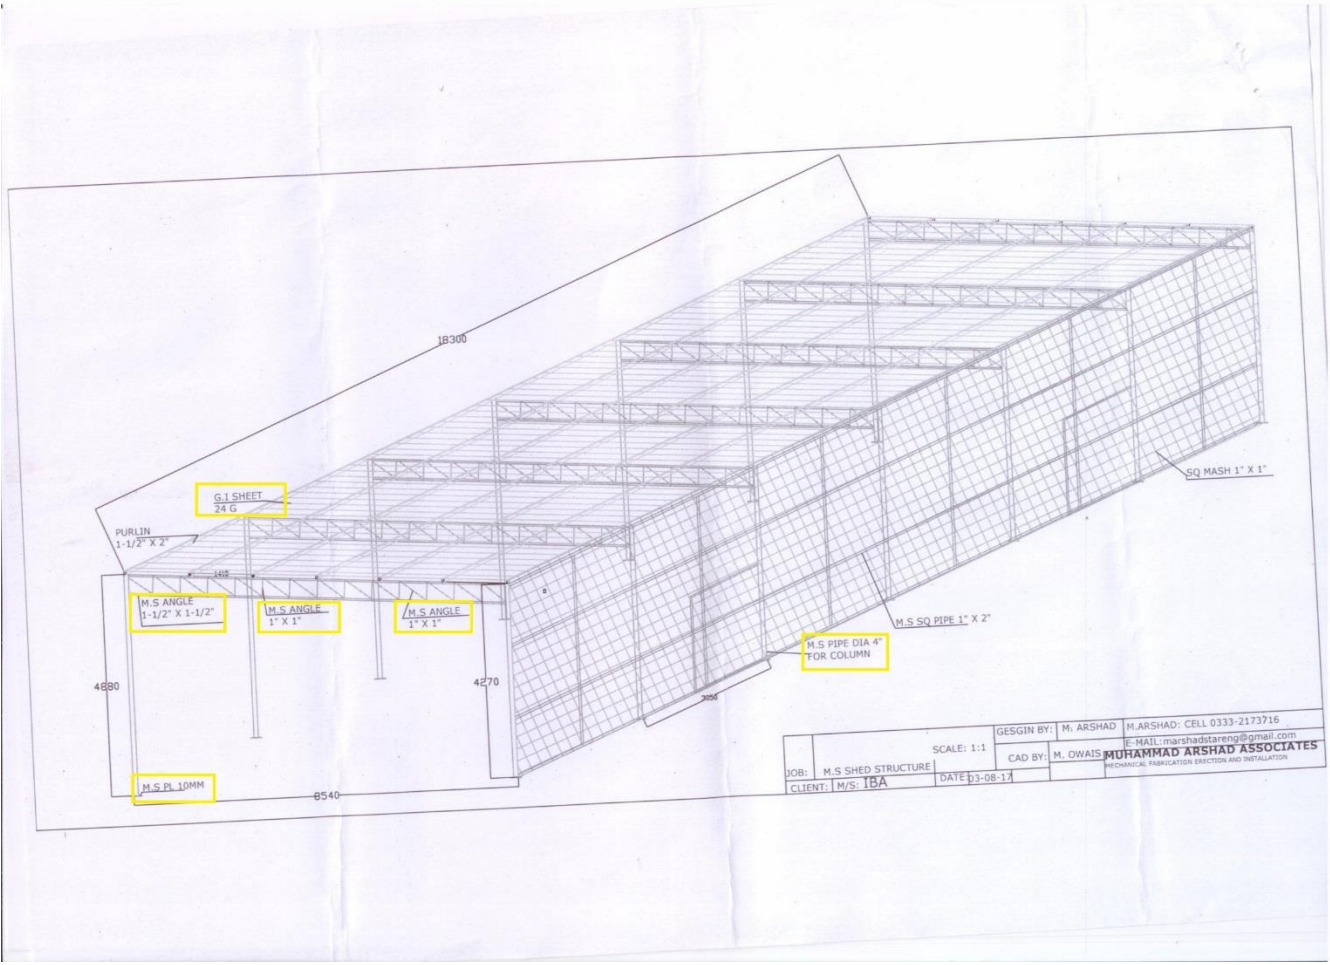 18300
G.I SHEET
24 G
PURLIN
1-1/2" X 2"
1410
M.S ANGLE
1-1/2" X 1-1/2"
M.S ANGLE
1" X 1"
M.S ANGLE
1" X 1"
SQ MASH 1" X 1"
M.S SQ PIPE 1" X 2"
M.S PIPE DIA 4"
FOR COLUMN
4880
4270
3050
M.S PL 10MM
8540
JOB: M.S SHED STRUCTURE SCALE: 1:1
CLIENT: M/S: IBA DATE 03-08-17
GESGIN BY: M. ARSHAD M.ARSHAD: CELL 0333-2173716
CAD BY: M. OWAIS E-MAIL:marshadstareng@gmail.com
MUHAMMAD ARSHAD ASSOCIATES
MECHANICAL FABRICATION ERECTION AND INSTALLATION